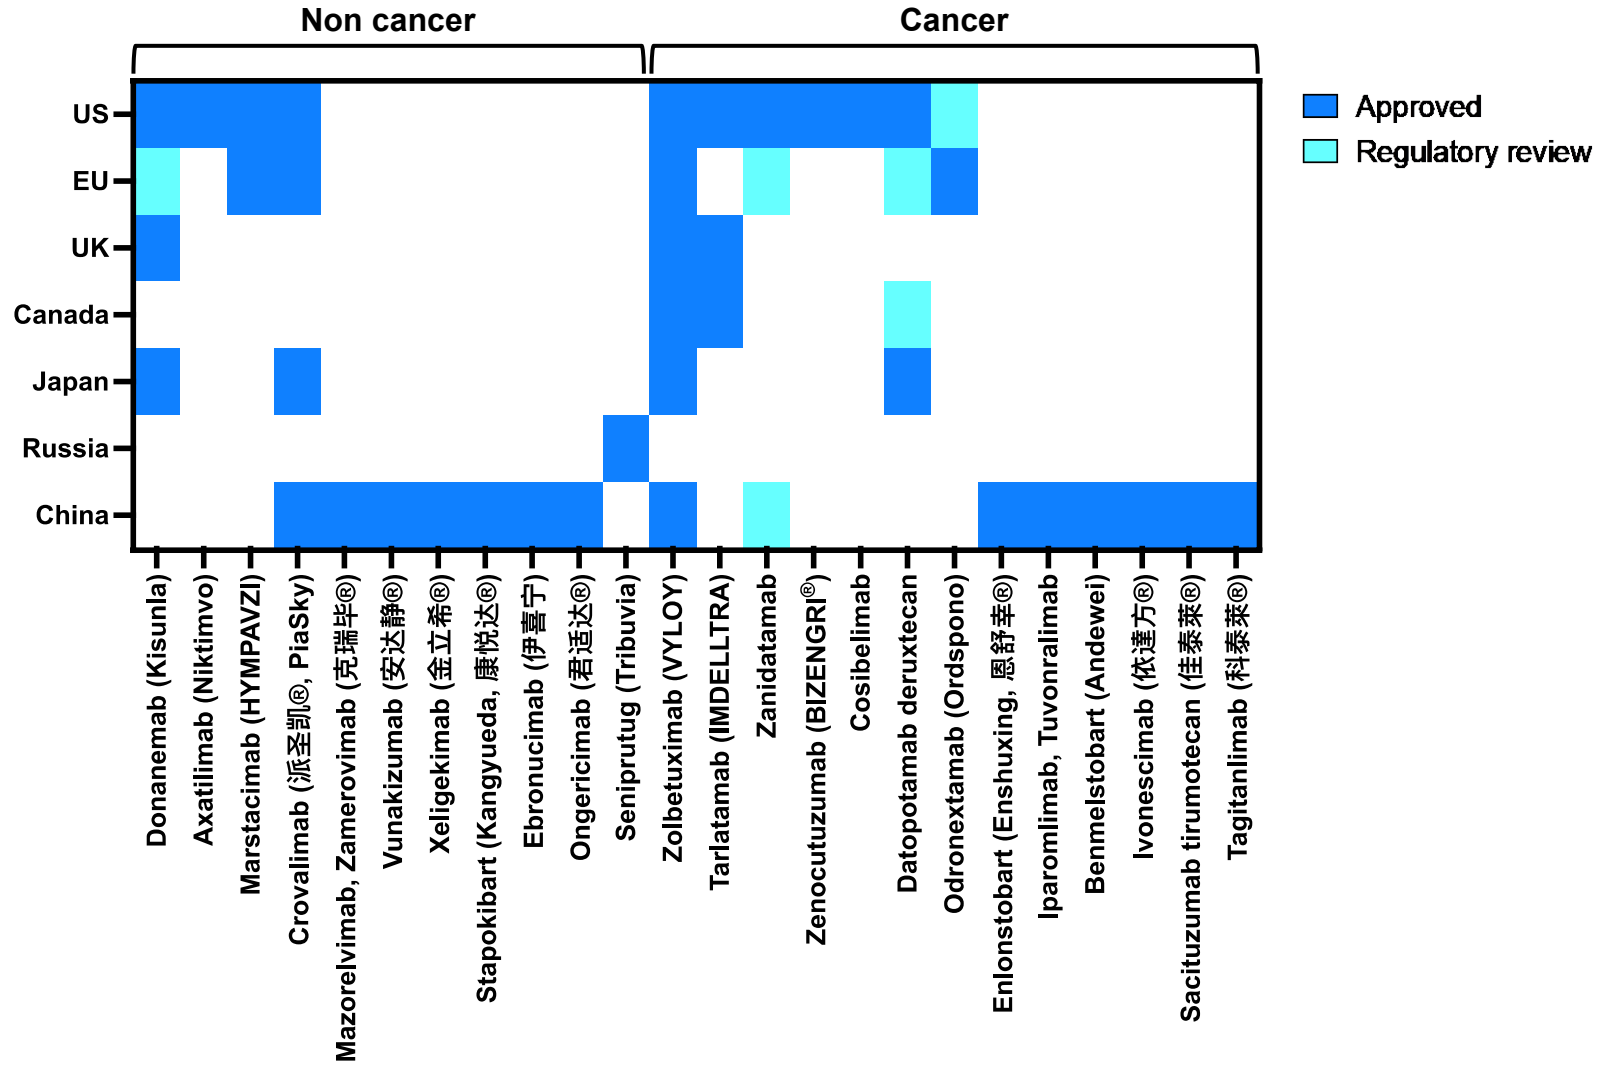 Non cancer
Cancer
Approved
Regulatory review
US
EU
UK
Canada
Japan
Russia
China
Donanemab (Kisunla)
Axatilimab (Niktimvo)
Marstacimab (HYMPAVZI)
Crovalimab (派圣凯®, PiaSky)
Mazorelvimab, Zamerovimab (克瑞毕®)
Vunakizumab (安达静®)
Xeligekimab (金立希®)
Stapokibart (Kangyueda, 康悦达®)
Ebronucimab (伊喜宁)
Ongericimab (君适达®)
Seniprutug (Tribuvia)
Zolbetuximab (VYLOY)
Tarlatamab (IMDELLTRA)
Zanidatamab
Zenocutuzumab (BIZENGRI®)
Cosibelimab
Datopotamab deruxtecan
Odronextamab (Ordspono)
Enlonstobart (Enshuxing, 恩舒幸®)
Iparomlimab, Tuvonralimab
Benmelstobart (Andewei)
Ivonescimab (依達方®)
Sacituzumab tirumotecan (佳泰萊®)
Tagitanlimab (科泰萊®)